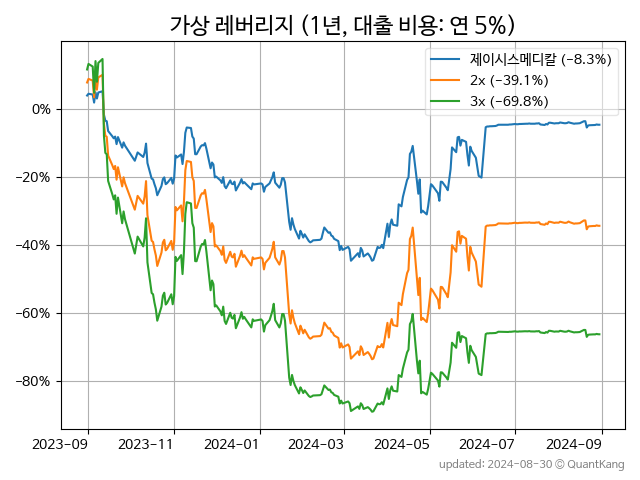 가상 레버리지 (1년, 대출 비용: 연 5%)
제이시스메디칼 (−8.3%)
2x (−39.1%)
3x (−69.8%)
0%
−20%
−40%
−60%
−80%
2023-09 2023-11 2024-01 2024-03 2024-05 2024-07 2024-09
updated: 2024-08-30 © QuantKang